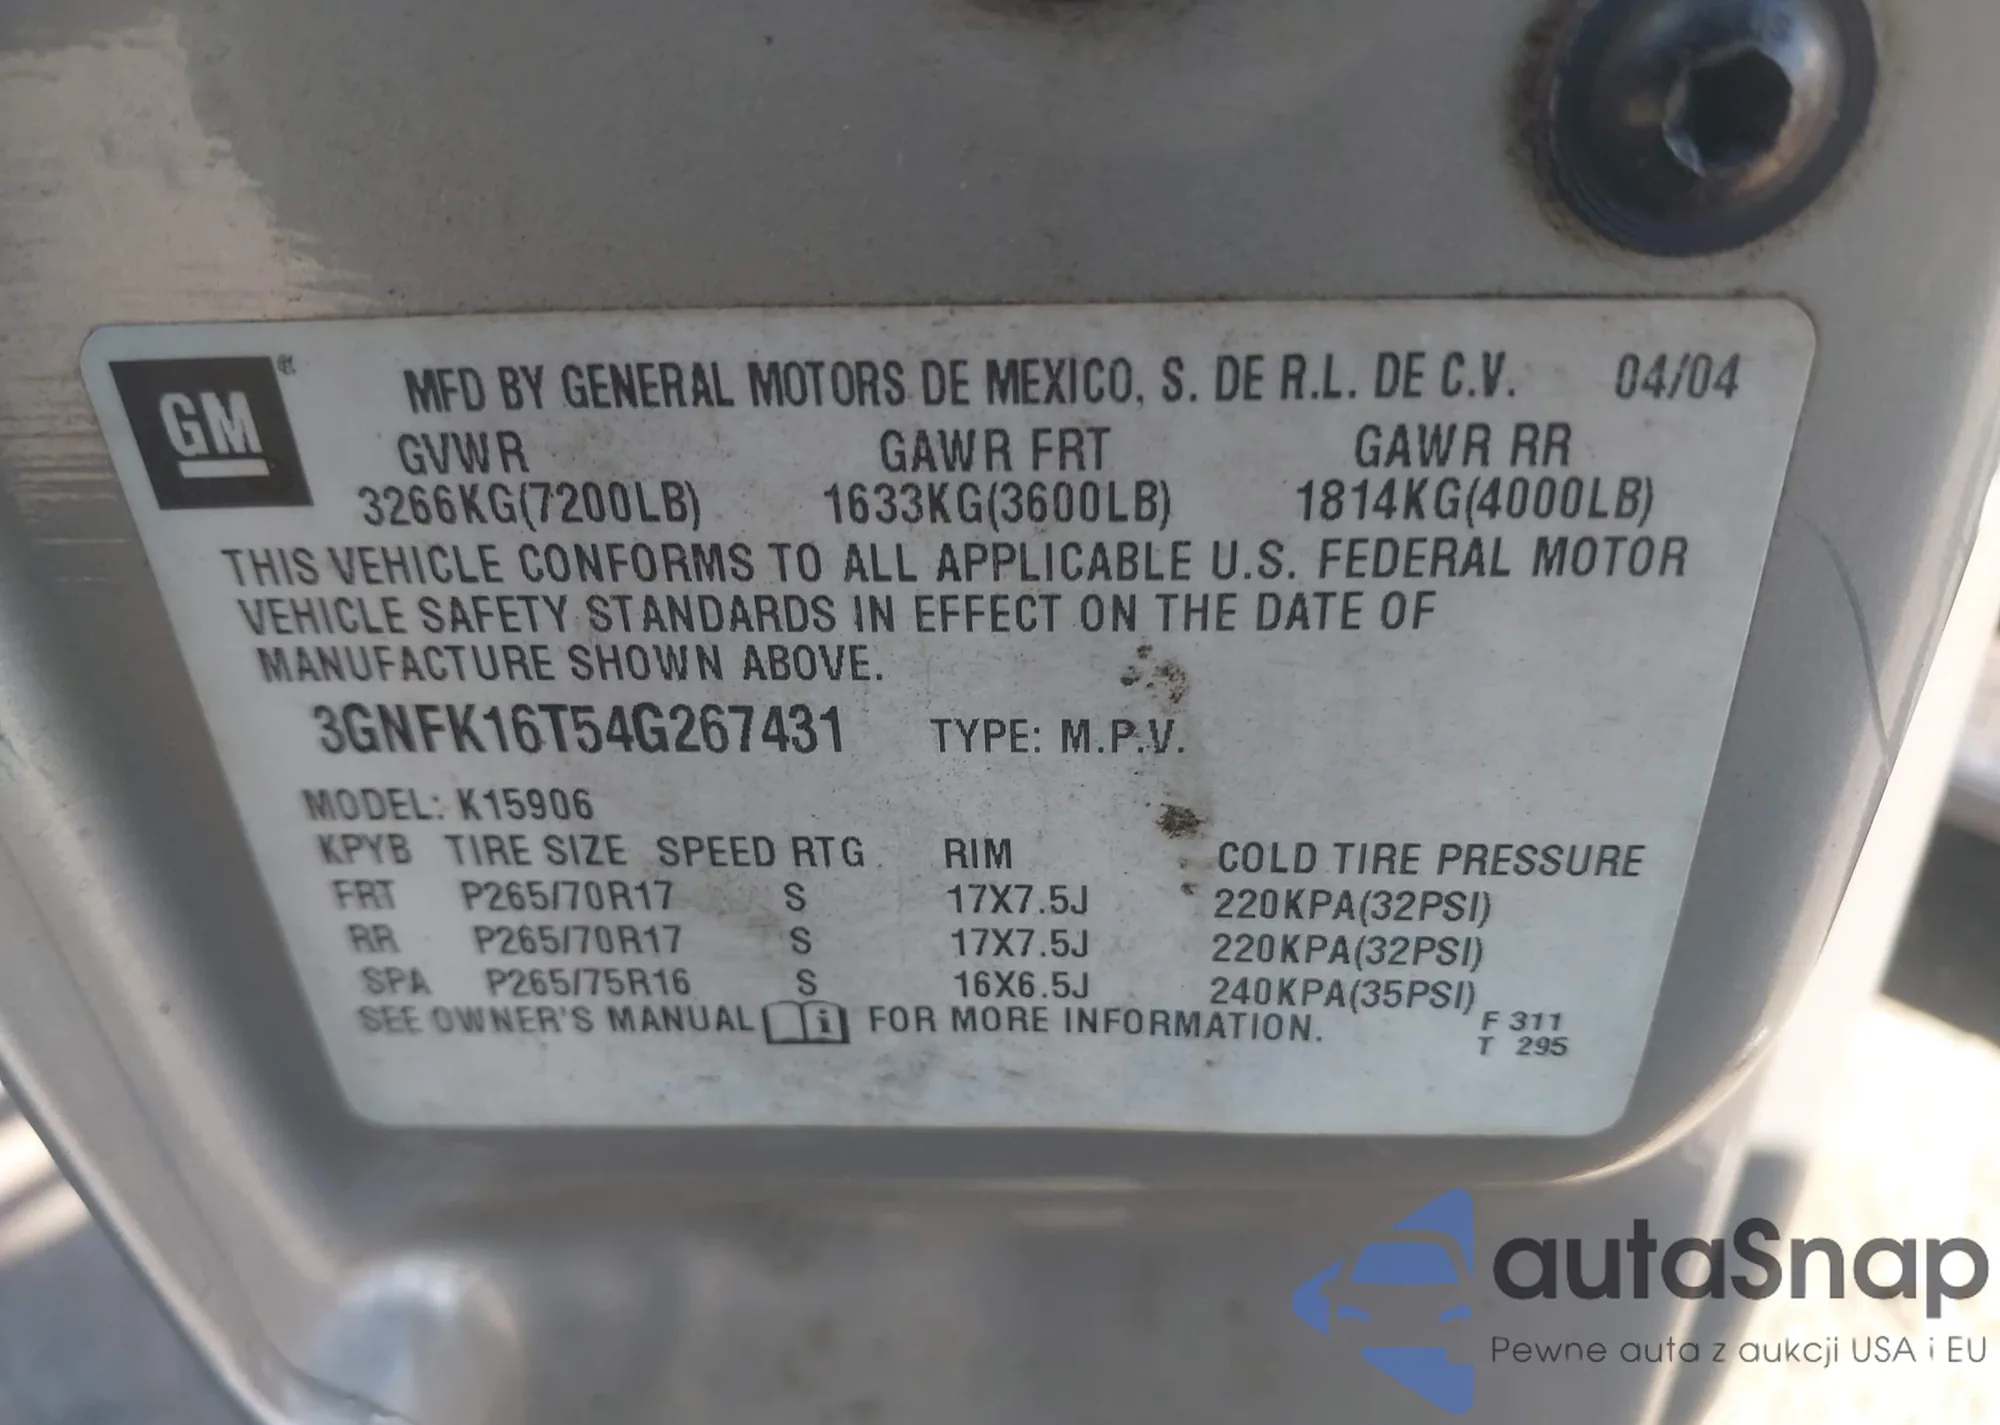 GM
®
MFD BY GENERAL MOTORS DE MEXICO, S. DE R.L. DE C.V. 04/04
GVWR GAWR FRT GAWR RR
3266KG(7200LB) 1633KG(3600LB) 1814KG(4000LB)
THIS VEHICLE CONFORMS TO ALL APPLICABLE U.S. FEDERAL MOTOR
VEHICLE SAFETY STANDARDS IN EFFECT ON THE DATE OF
MANUFACTURE SHOWN ABOVE.
3GNFK16T54G267431 TYPE: M.P.V.
MODEL: K15906
KPYB TIRE SIZE SPEED RTG RIM COLD TIRE PRESSURE
FRT P265/70R17 S 17X7.5J 220KPA(32PSI)
RR P265/70R17 S 17X7.5J 220KPA(32PSI)
SPA P265/75R16 S 16X6.5J 240KPA(35PSI)
SEE OWNER'S MANUAL i FOR MORE INFORMATION.
F 311
T 295
autaSnap
Pewne auta z aukcji USA i EU